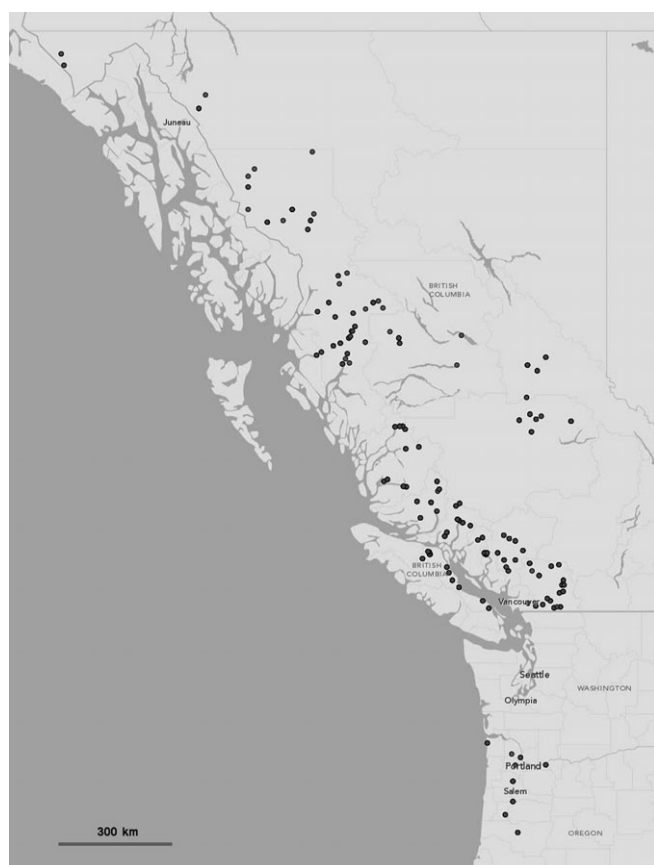 Juneau
BRITISH
COLUMBIA
BRITISH
COLUMBIA
Vancouver
Seattle
WASHINGTON
Olympia
Portland
Salem
300 km
OREGON